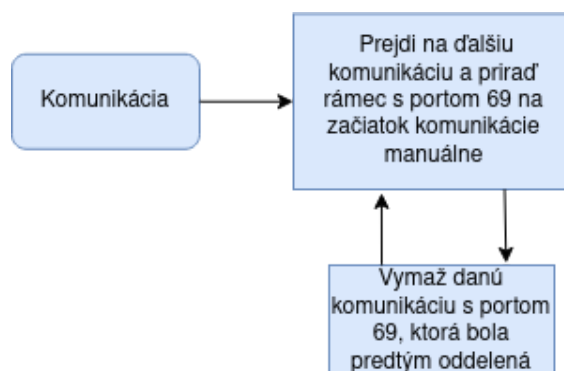 Komunikácia
Prejdi na ďalšiu
komunikáciu a priraď
rámec s portom 69 na
začiatok komunikácie
manuálne
Vymaž danú
komunikáciu s portom
69, ktorá bola
predtým oddelená